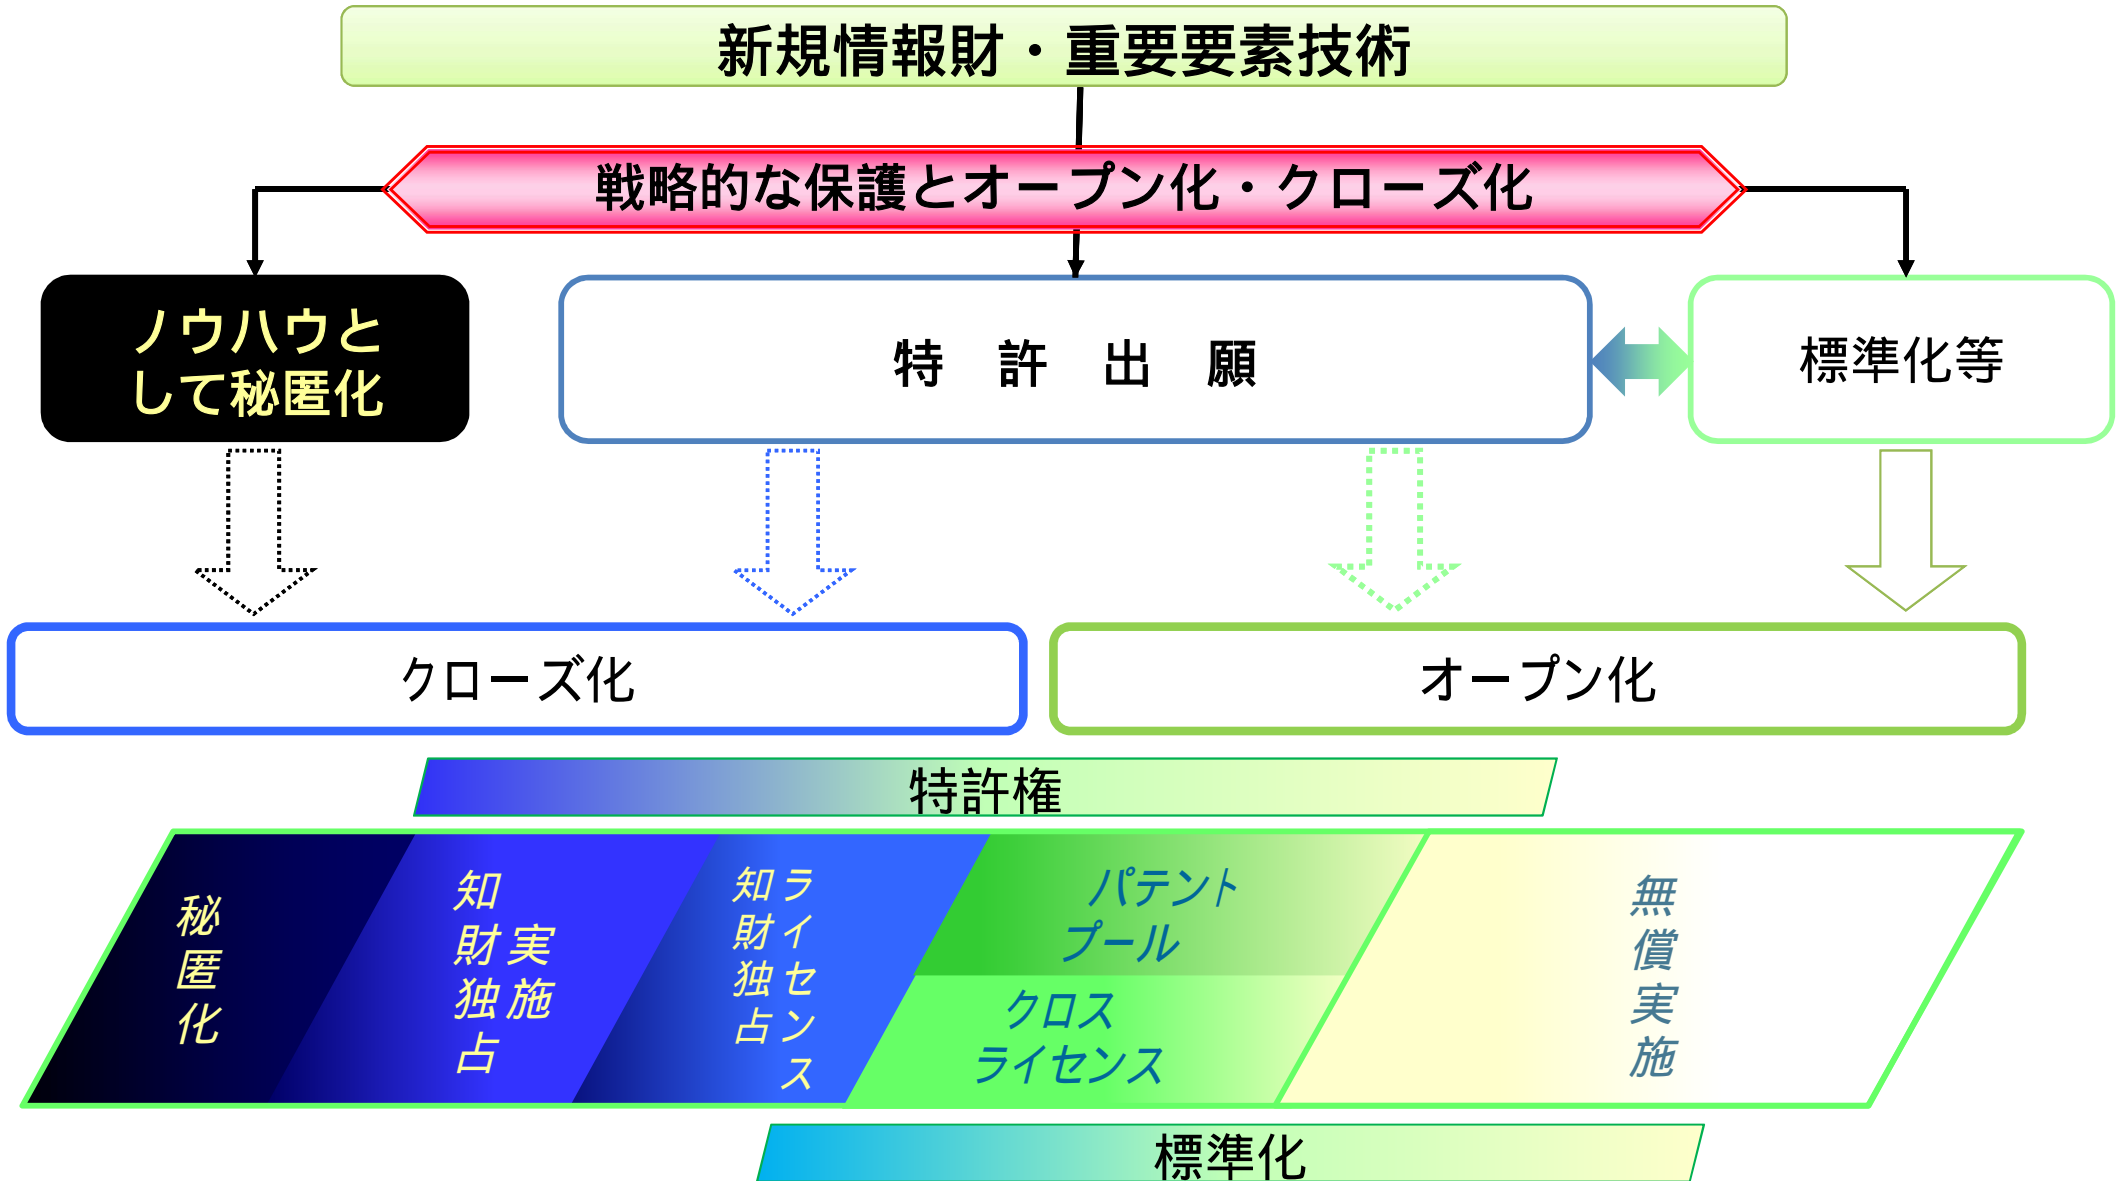 新規情報財・重要要素技術
戦略的な保護とオープン化・クローズ化
ノウハウと
して秘匿化
特 許 出 願
標準化等
クローズ化
オープン化
特許権
秘匿化
知財独占
実施
ライセンス
知財独占
パテント
プール
クロス
ライセンス
無償実施
標準化